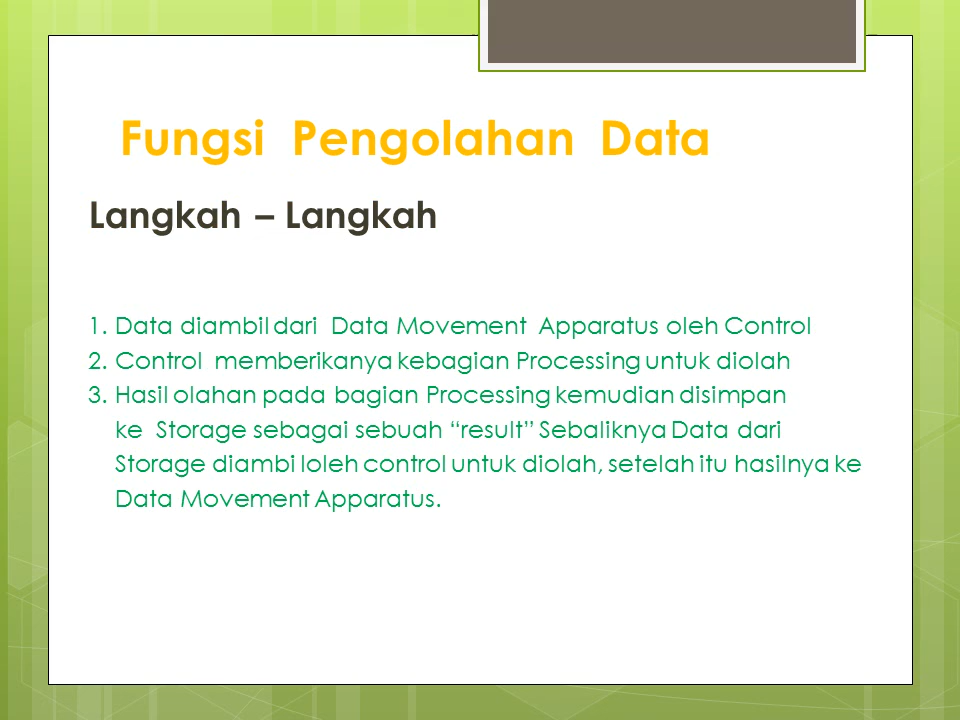 Fungsi Pengolahan Data
Langkah – Langkah
1. Data diambil dari Data Movement Apparatus oleh Control
2. Control memberikanya kebagian Processing untuk diolah
3. Hasil olahan pada bagian Processing kemudian disimpan
ke Storage sebagai sebuah “result” Sebaliknya Data dari
Storage diambi loleh control untuk diolah, setelah itu hasilnya ke
Data Movement Apparatus.